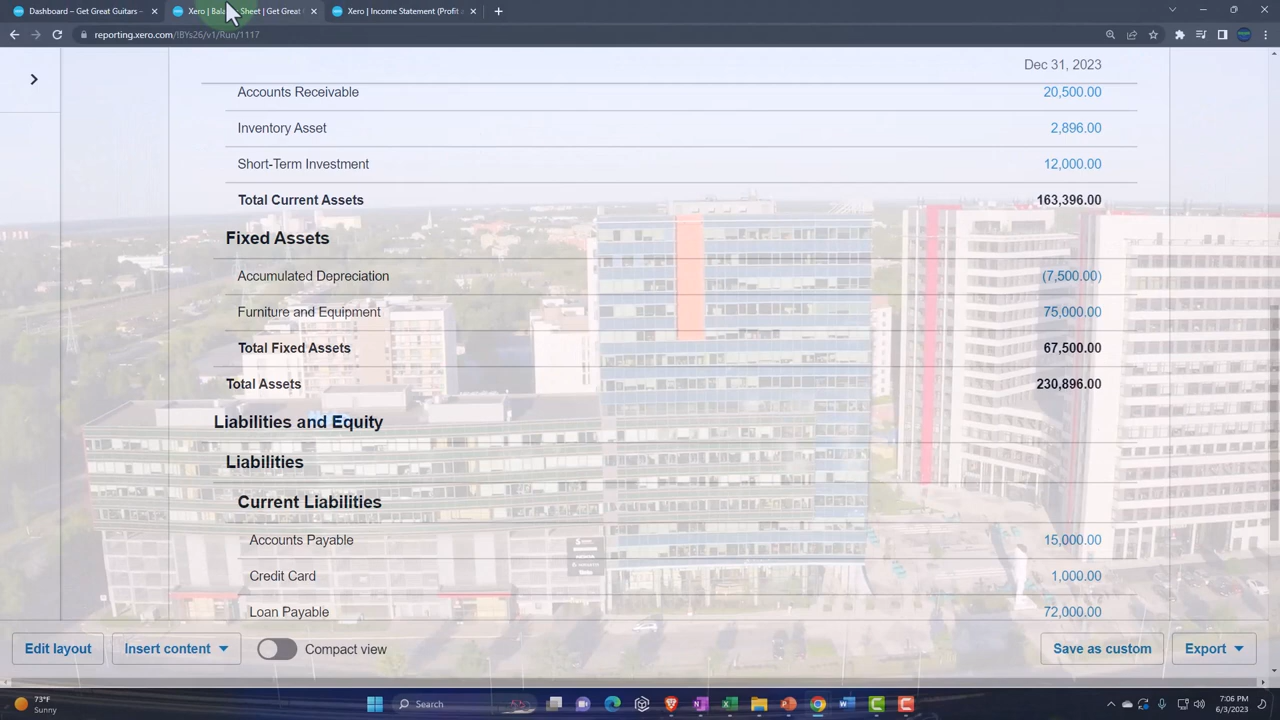 Dashboard – Get Great Guitars –
Xero | Bala Sheet | Get Great
Xero | Income Statement (Profit
reporting.xero.com/!BYs26/v1/Run/1117
Dec 31, 2023
Accounts Receivable 20,500.00
Inventory Asset 2,896.00
Short-Term Investment 12,000.00
Total Current Assets 163,396.00
Fixed Assets
Accumulated Depreciation (7,500.00)
Furniture and Equipment 75,000.00
Total Fixed Assets 67,500.00
Total Assets 230,896.00
Liabilities and Equity
Liabilities
Current Liabilities
Accounts Payable 15,000.00
Credit Card 1,000.00
Loan Payable 72,000.00
Edit layout Insert content Compact view Save as custom Export
73°F
Sunny
Search
7:06 PM
6/3/2023